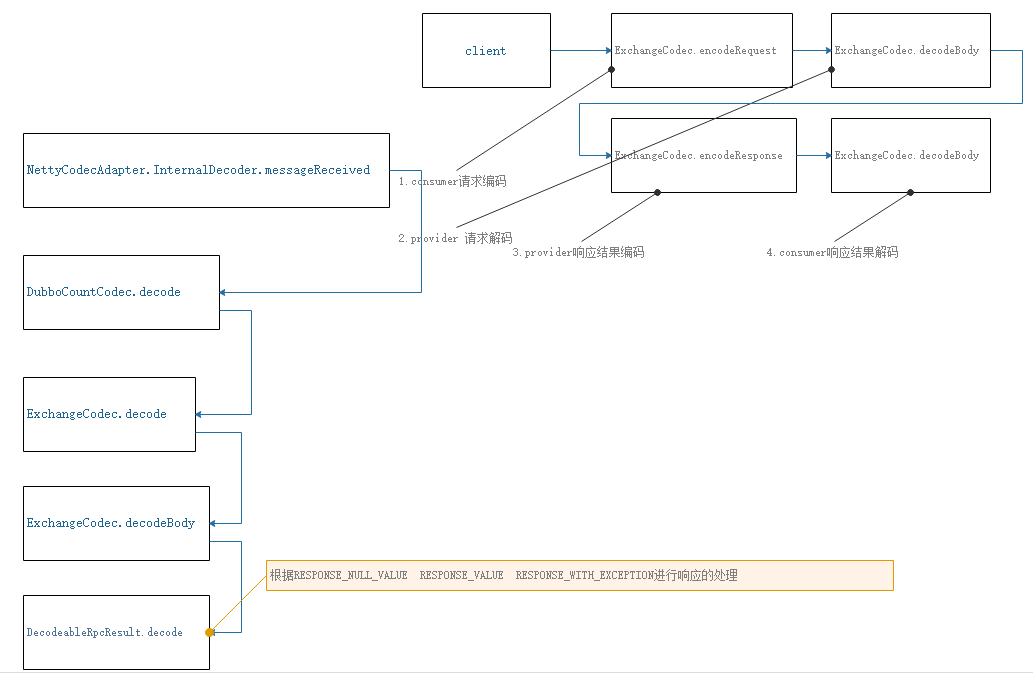 client
ExchangeCodec.encodeRequest
ExchangeCodec.decodeBody
NettyCodecAdapter.InternalDecoder.messageReceived
ExchangeCodec.encodeResponse
ExchangeCodec.decodeBody
1.consumer请求编码
2.provider 请求解码
3.provider响应结果编码
4.consumer响应结果解码
DubboCountCodec.decode
ExchangeCodec.decode
ExchangeCodec.decodeBody
根据RESPONSE_NULL_VALUE RESPONSE_VALUE RESPONSE_WITH_EXCEPTION进行响应的处理
DecodeableRpcResult.decode